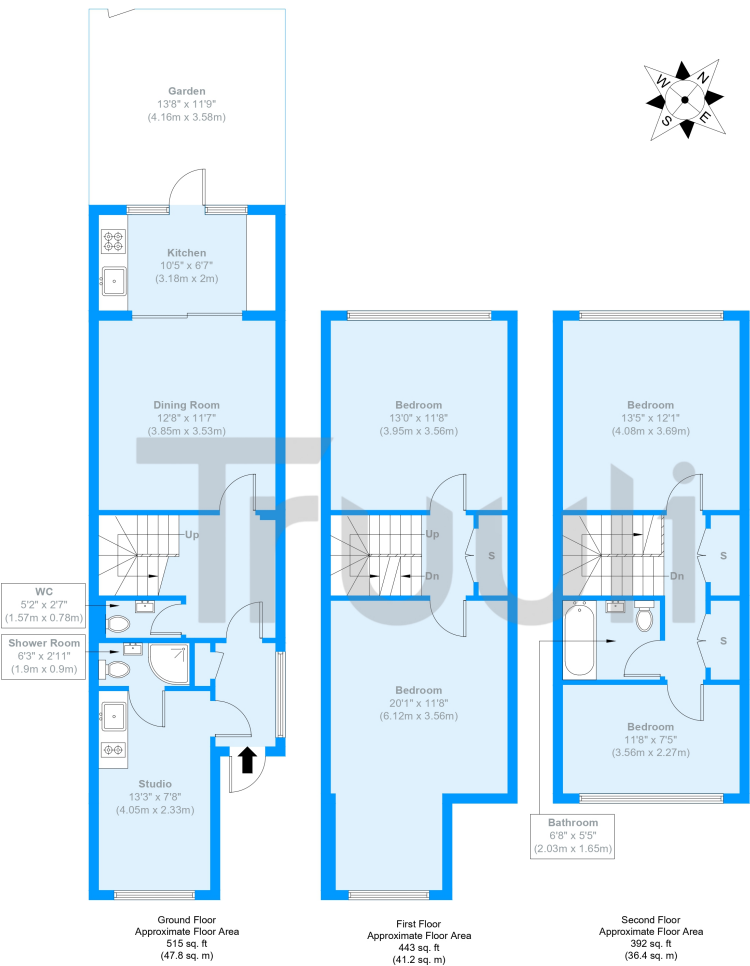 Garden
13'8" x 11'9"
(4.16m x 3.58m)
N
W
E
S
Kitchen
10'5" x 6'7"
(3.18m x 2m)
Dining Room
12'8" x 11'7"
(3.85m x 3.53m)
Bedroom
13'0" x 11'8"
(3.95m x 3.56m)
Bedroom
13'5" x 12'1"
(4.08m x 3.69m)
Truuli
Up
Up
Dn
S
Dn
S
S
WC
5'2" x 2'7"
(1.57m x 0.78m)
Shower Room
6'3" x 2'11"
(1.9m x 0.9m)
Bedroom
20'1" x 11'8"
(6.12m x 3.56m)
Bedroom
11'8" x 7'5"
(3.56m x 2.27m)
Studio
13'3" x 7'8"
(4.05m x 2.33m)
Bathroom
6'8" x 5'5"
(2.03m x 1.65m)
Ground Floor
Approximate Floor Area
515 sq. ft
(47.8 sq. m)
First Floor
Approximate Floor Area
443 sq. ft
(41.2 sq. m)
Second Floor
Approximate Floor Area
392 sq. ft
(36.4 sq. m)